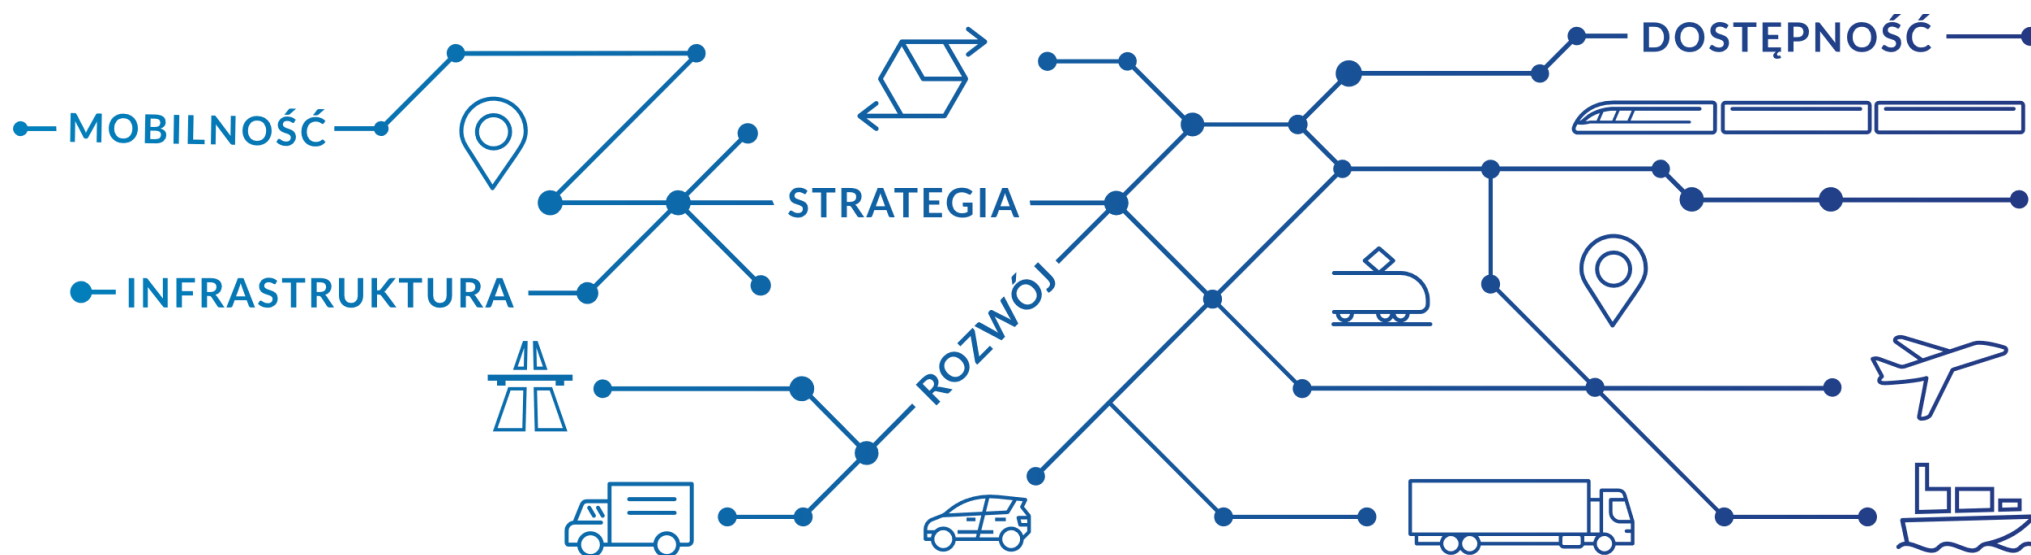 DOSTĘPNOŚĆ
MOBILNOŚĆ
STRATEGIA
INFRASTRUKTURA
ROZWÓJ